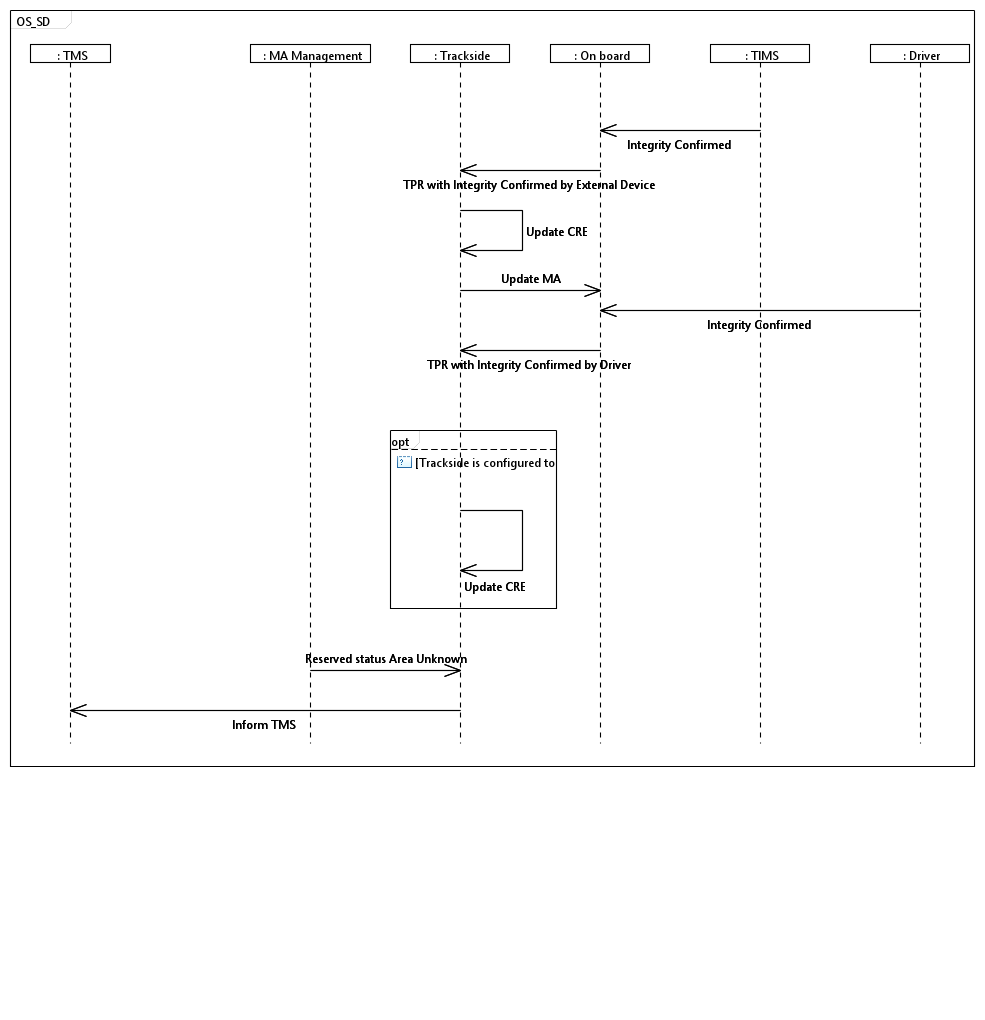 OS_SD
: TMS
: MA Management
: Trackside
: On board
: TIMS
: Driver
Integrity Confirmed
TPR with Integrity Confirmed by External Device
Update CRE
Update MA
Integrity Confirmed
TPR with Integrity Confirmed by Driver
opt
[Trackside is configured to
Update CRE
Reserved status Area Unknown
Inform TMS